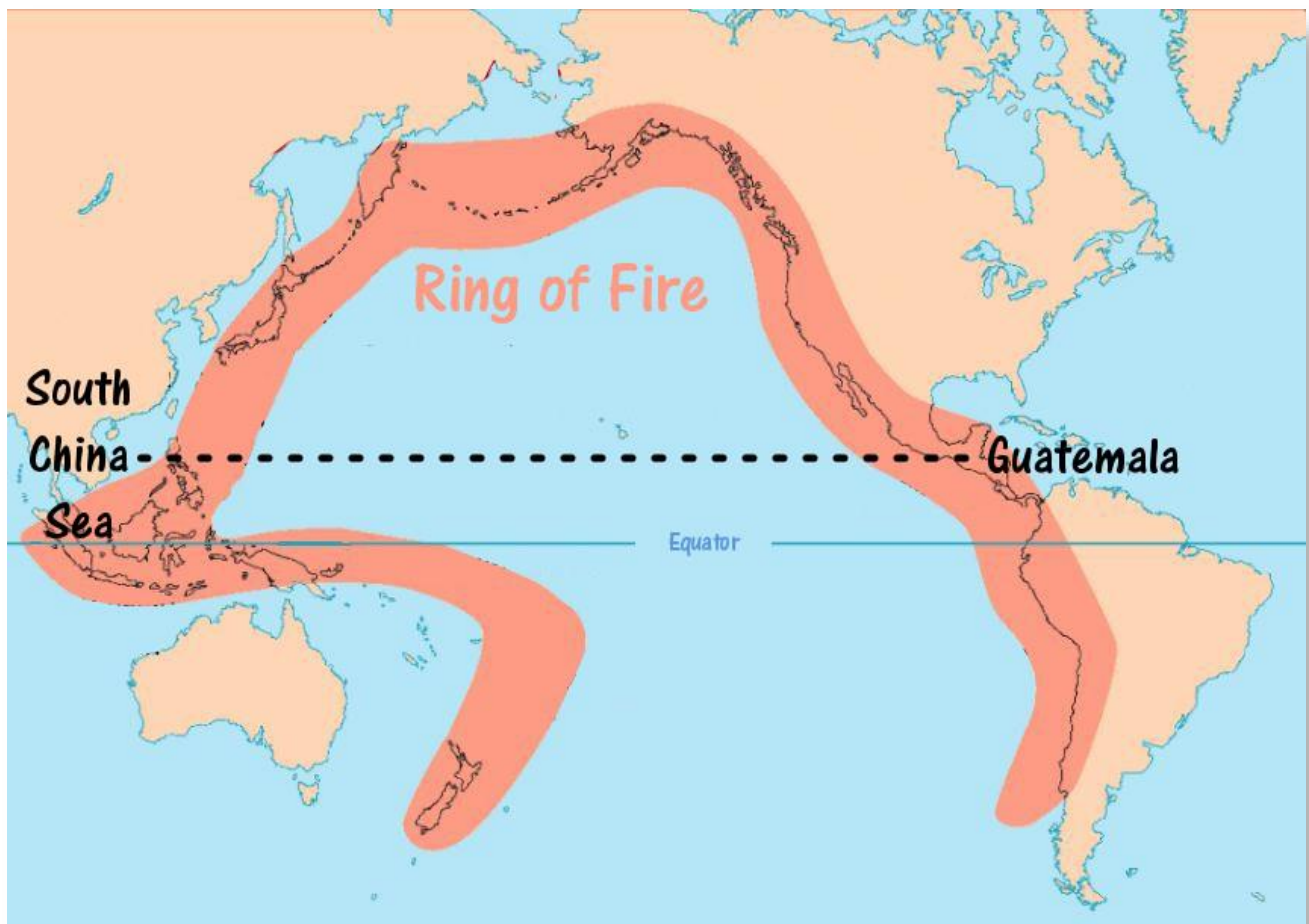 Ring of Fire
South
China
Sea
Guatemala
Equator